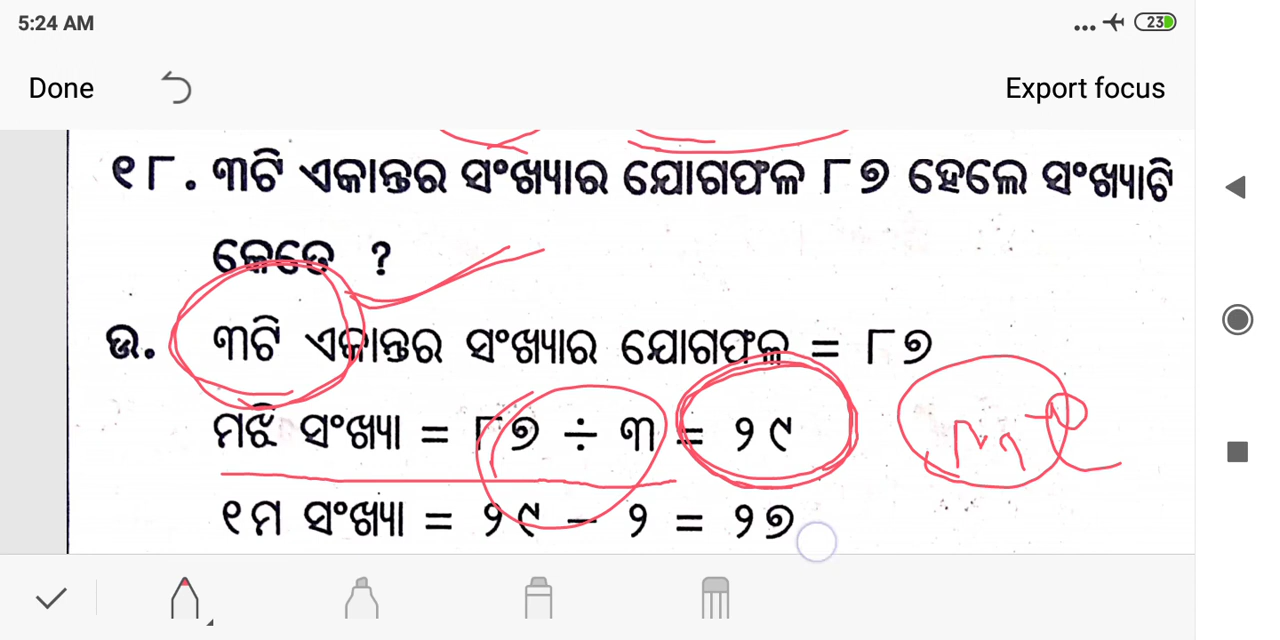 5:24 AM
23
Done
Export focus
୧୮. ୩ଟି ଏକାନ୍ତର ସଂଖ୍ୟାର ଯୋଗଫଳ ୮୭ ହେଲେ ସଂଖ୍ୟାଟି
କେତେ ?
ଉ. ୩ଟି ଏକାନ୍ତର ସଂଖ୍ୟାର ଯୋଗଫଳ = ୮୭
ମଝି ସଂଖ୍ୟା = ୮୭ ÷ ୩ = ୨୯
୧ମ ସଂଖ୍ୟା = ୨୯ − ୨ = ୨୭